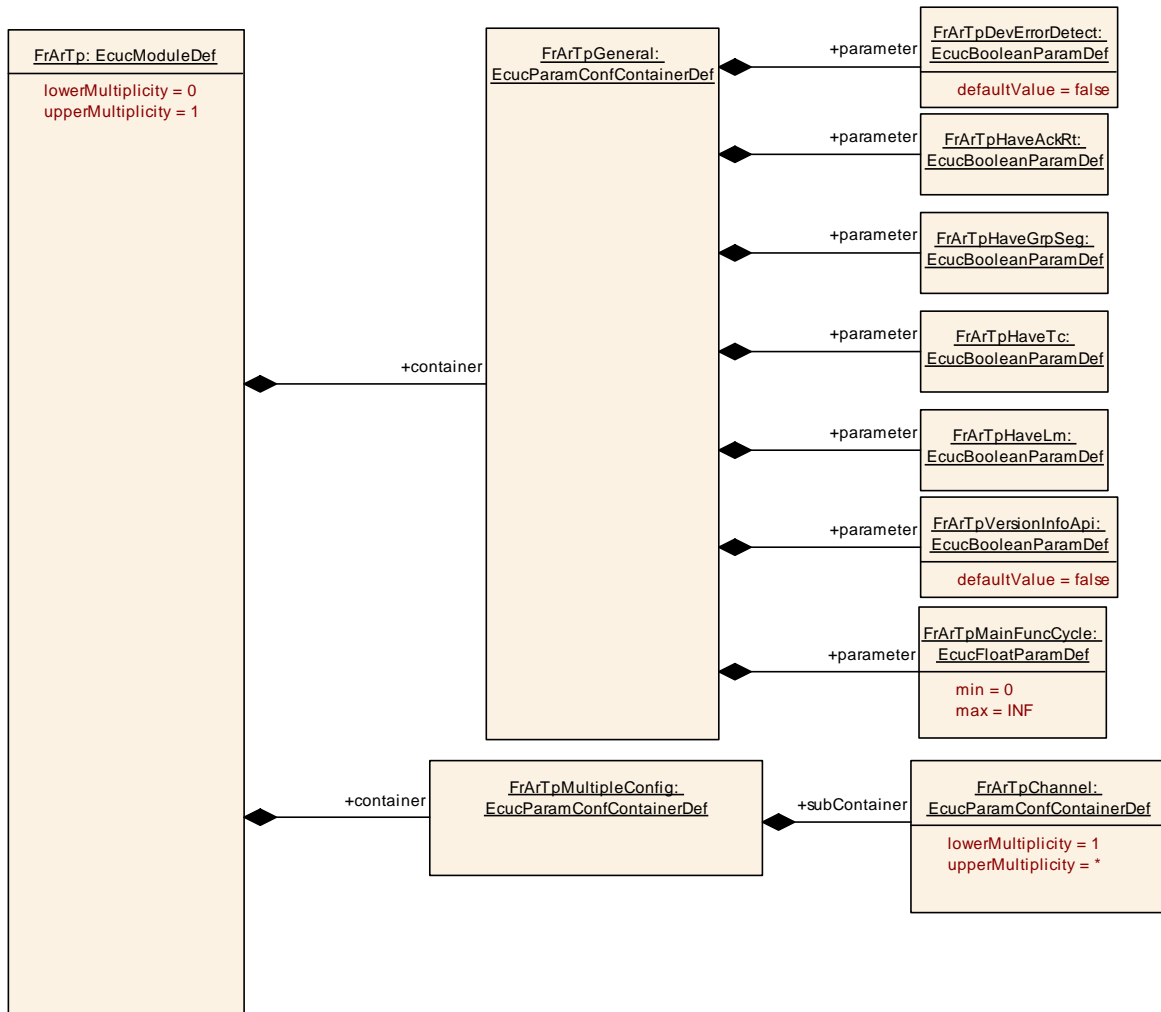 FrArTp: EcucModuleDef
lowerMultiplicity = 0
upperMultiplicity = 1
+container
FrArTpGeneral:
EcucParamConfContainerDef
+parameter
FrArTpDevErrorDetect:
EcucBooleanParamDef
defaultValue = false
+parameter
FrArTpHaveAckRt:
EcucBooleanParamDef
+parameter
FrArTpHaveGrpSeg:
EcucBooleanParamDef
+parameter
FrArTpHaveTc:
EcucBooleanParamDef
+parameter
FrArTpHaveLm:
EcucBooleanParamDef
+parameter
FrArTpVersionInfoApi:
EcucBooleanParamDef
defaultValue = false
+parameter
FrArTpMainFuncCycle:
EcucFloatParamDef
min = 0
max = INF
+container
FrArTpMultipleConfig:
EcucParamConfContainerDef
+subContainer
FrArTpChannel:
EcucParamConfContainerDef
lowerMultiplicity = 1
upperMultiplicity = *